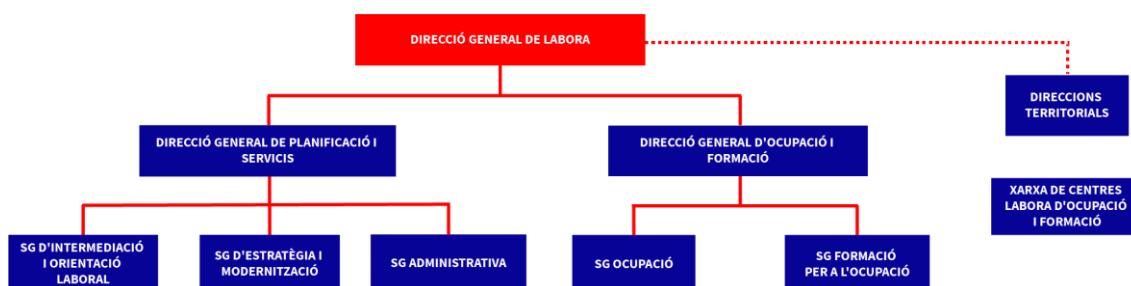 DIRECCIÓ GENERAL DE LABORA
DIRECCIONS
TERRITORIALS
DIRECCIÓ GENERAL DE PLANIFICACIÓ I
SERVICIS
DIRECCIÓ GENERAL D'OCUPACIÓ I
FORMACIÓ
XARXA DE CENTRES
LABORA D'OCUPACIÓ
I FORMACIÓ
SG D'INTERMEDIACIÓ
I ORIENTACIÓ
LABORAL
SG D'ESTRATÈGIA I
MODERNITZACIÓ
SG ADMINISTRATIVA
SG OCUPACIÓ
SG FORMACIÓ
PER A L'OCUPACIÓ